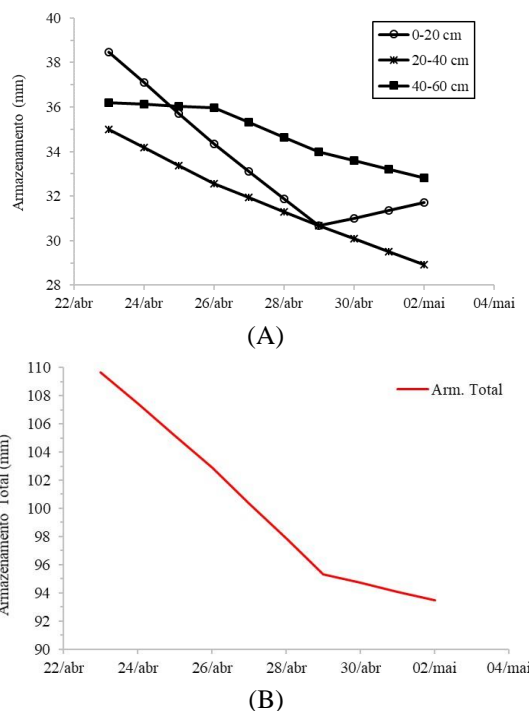 40
38
36
34
32
30
28
Armazenamento (mm)
0-20 cm
20-40 cm
40-60 cm
22/abr 24/abr 26/abr 28/abr 30/abr 02/mai 04/mai
(A)
110
108
106
104
102
100
98
96
94
92
90
Armazenamento Total (mm)
Arm. Total
22/abr 24/abr 26/abr 28/abr 30/abr 02/mai 04/mai
(B)